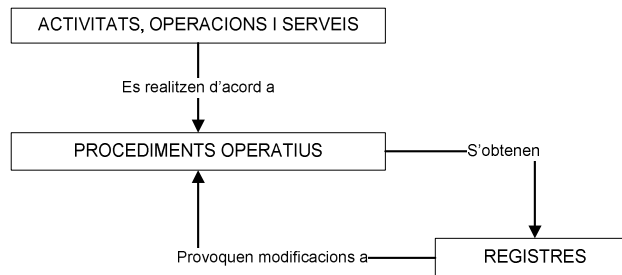 ACTIVITATS, OPERACIONS I SERVEIS
Es realitzen d’acord a
PROCEDIMENTS OPERATIUS
S’obtenen
Provoquen modificacions a
REGISTRES